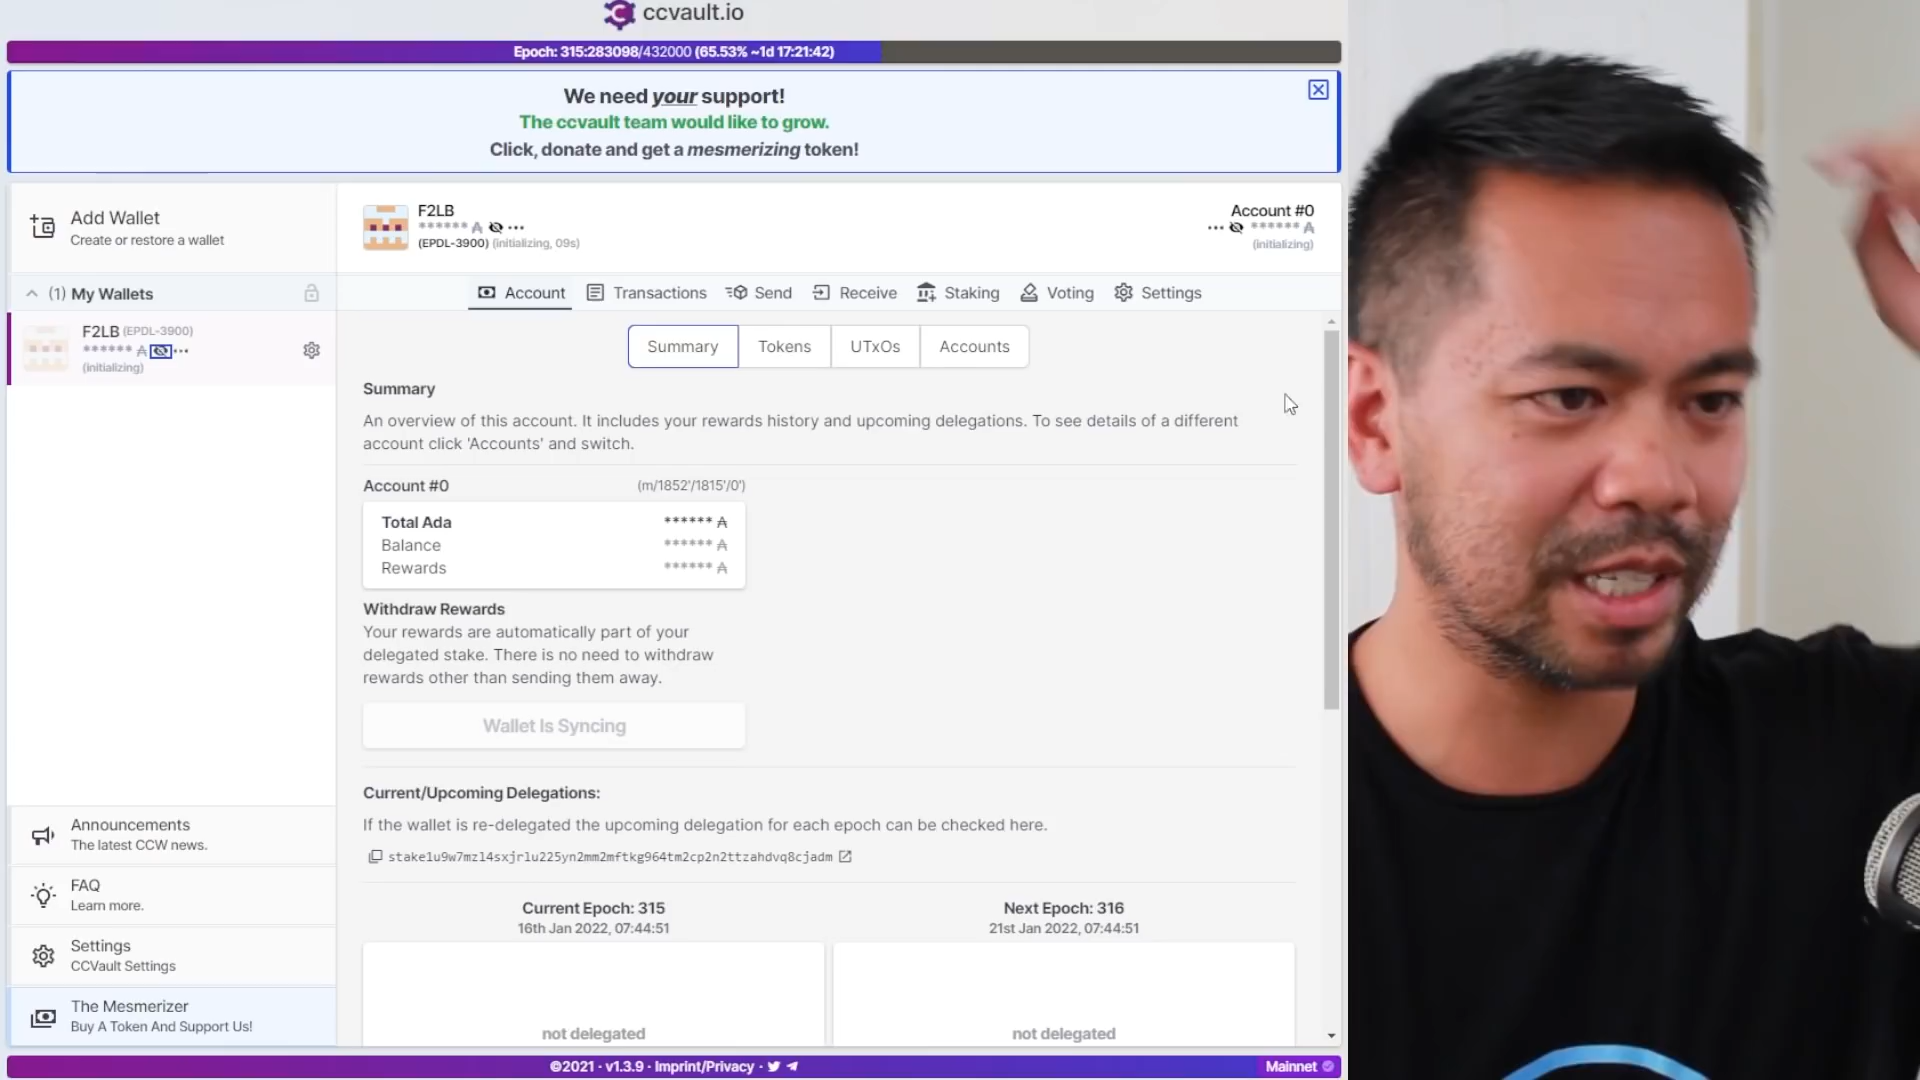 ccvault.io
Epoch: 315:283098/432000 (65.53% ~1d 17:21:42)
We need your support!
The ccvault team would like to grow.
Click, donate and get a mesmerizing token!
Add Wallet
Create or restore a wallet
(1) My Wallets
F2LB (EPDL-3900)
****** ₳ ...
(initializing)
F2LB
****** ₳ ...
(EPDL-3900) (initializing, 09s)
Account #0
... ****** ₳
(initializing)
Account Transactions Send Receive Staking Voting Settings
Summary Tokens UTxOs Accounts
Summary
An overview of this account. It includes your rewards history and upcoming delegations. To see details of a different
account click 'Accounts' and switch.
Account #0 (m/1852'/1815'/0')
Total Ada ****** ₳
Balance ****** ₳
Rewards ****** ₳
Withdraw Rewards
Your rewards are automatically part of your
delegated stake. There is no need to withdraw
rewards other than sending them away.
Wallet Is Syncing
Current/Upcoming Delegations:
If the wallet is re-delegated the upcoming delegation for each epoch can be checked here.
stake1u9w7mzl4sxjrlu225yn2mm2mftkg964tm2cp2n2ttzahdvq8cjadm
Current Epoch: 315
16th Jan 2022, 07:44:51
not delegated
Next Epoch: 316
21st Jan 2022, 07:44:51
not delegated
Announcements
The latest CCW news.
FAQ
Learn more.
Settings
CCVault Settings
The Mesmerizer
Buy A Token And Support Us!
©2021 · v1.3.9 · Imprint/Privacy ·
Mainnet